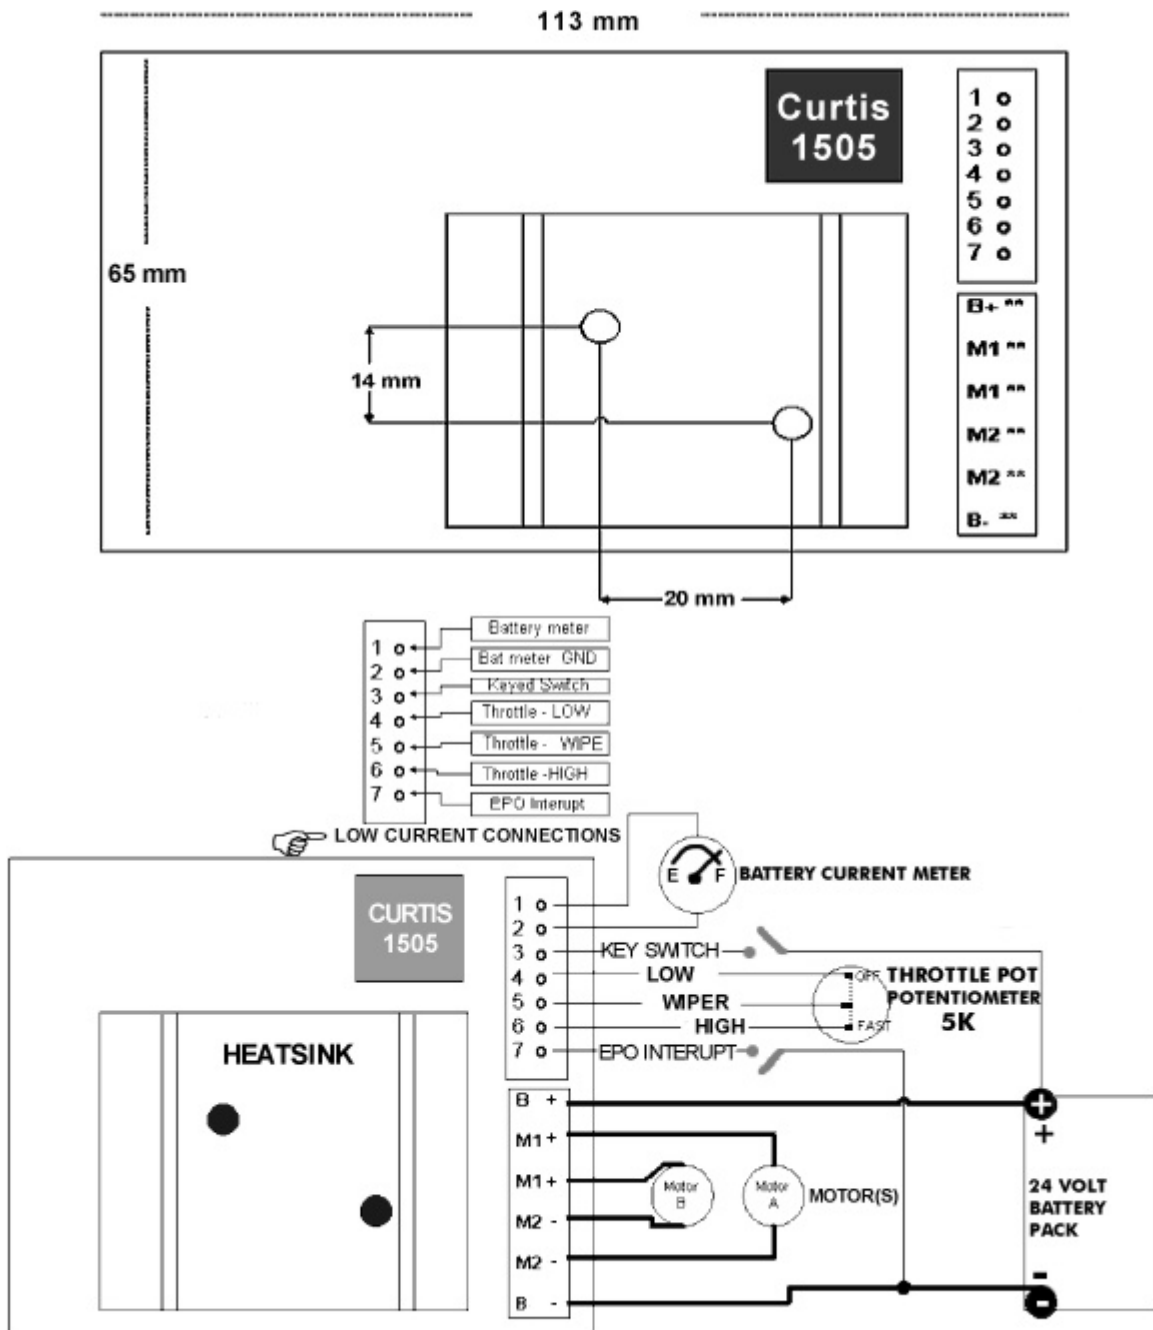 113 mm
Curtis
1505
1
2
3
4
5
6
7
65 mm
B+ **
M1 **
M1 **
14 mm
M2 **
M2 **
B- **
20 mm
1
Battery meter
2
Bat meter GND
3
Keyed Switch
4
Throttle - LOW
5
Throttle - WIPE
6
Throttle -HIGH
7
EPO Interupt
LOW CURRENT CONNECTIONS
E F
BATTERY CURRENT METER
CURTIS
1505
1
2
3
KEY SWITCH
4
LOW
OFF
THROTTLE POT
5
WIPER
POTENTIOMETER
6
HIGH
FAST
5K
7
EPO INTERUPT
HEATSINK
B +
M1 +
M1 +
M2 -
M2 -
B -
Motor
B
Motor
A
MOTOR(S)
+
+
24 VOLT
BATTERY
PACK
-
-